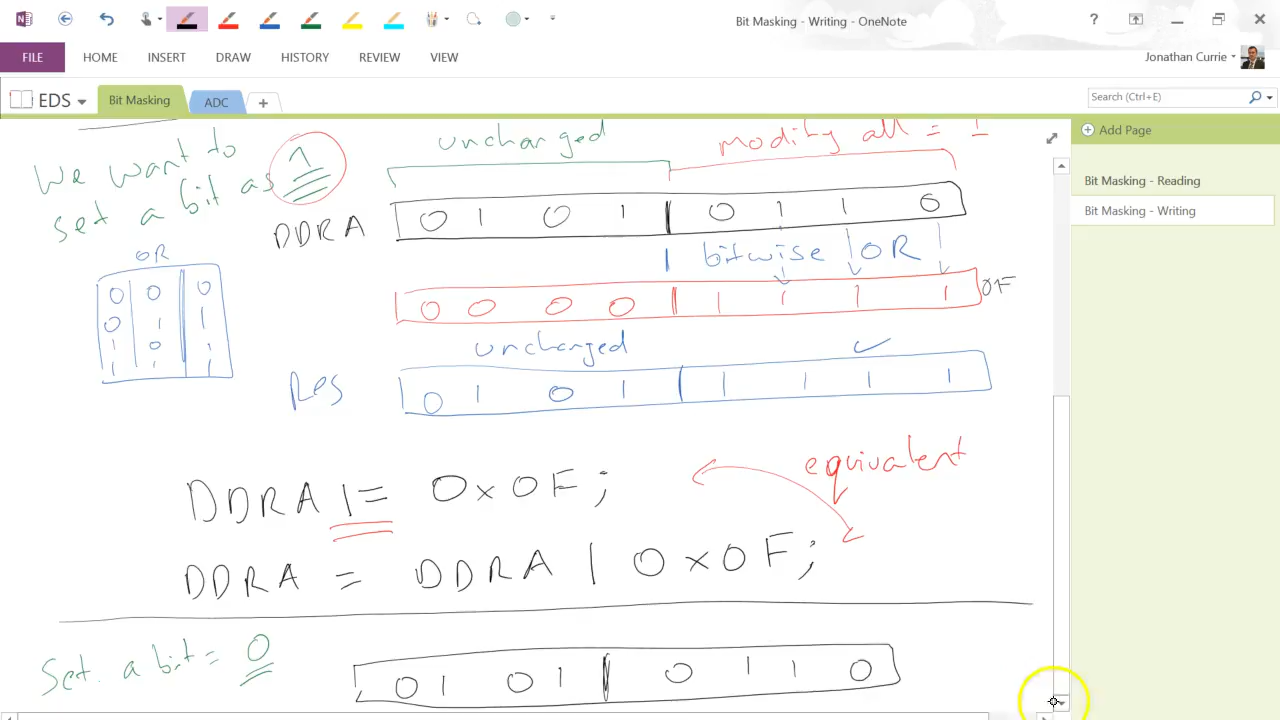 Bit Masking - Writing - OneNote
?
FILE HOME INSERT DRAW HISTORY REVIEW VIEW
Jonathan Currie
EDS
Bit Masking
ADC
+
Search (Ctrl+E)
Add Page
Bit Masking - Reading
Bit Masking - Writing
We want to
set a bit as 1
unchanged
modify all = 1
DDRA 0 1 0 1 0 1 1 0
| bitwise OR
0 0 0 0 1 1 1 1 0F
OR
0 0 0
0 1 1
1 0 1
1 1 1
unchanged ✓
Res 0 1 0 1 1 1 1 1
equivalent
DDRA |= 0x0F;
DDRA = DDRA | 0x0F;
Set a bit = 0
0 1 0 1 0 1 1 0